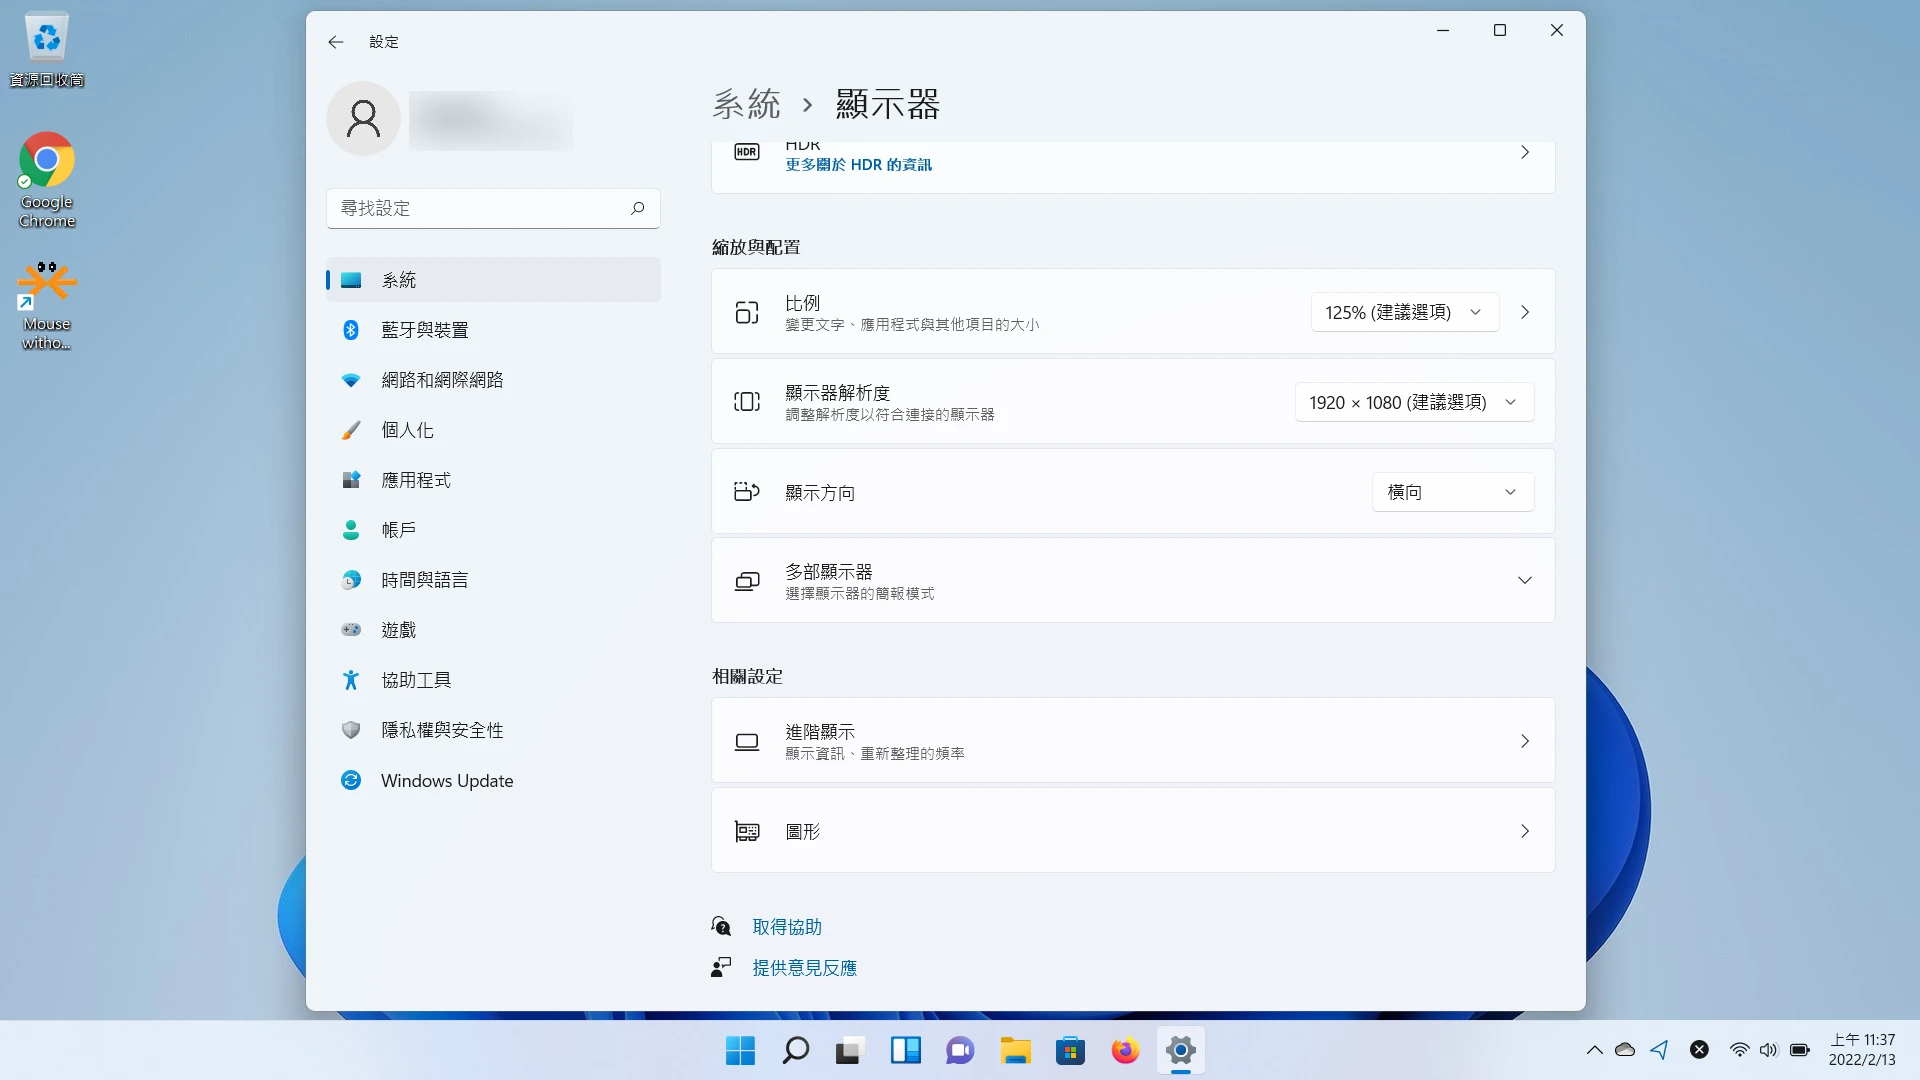 資源回收筒
Google
Chrome
Mouse
witho...
設定
尋找設定
系統
藍牙與裝置
網路和網際網路
個人化
應用程式
帳戶
時間與語言
遊戲
協助工具
隱私權與安全性
Windows Update
系統 › 顯示器
HDR
HDR
更多關於 HDR 的資訊
縮放與配置
比例
變更文字、應用程式與其他項目的大小
125% (建議選項)
顯示器解析度
調整解析度以符合連接的顯示器
1920 × 1080 (建議選項)
顯示方向
橫向
多部顯示器
選擇顯示器的簡報模式
相關設定
進階顯示
顯示資訊、重新整理的頻率
圖形
取得協助
提供意見反應
上午 11:37
2022/2/13